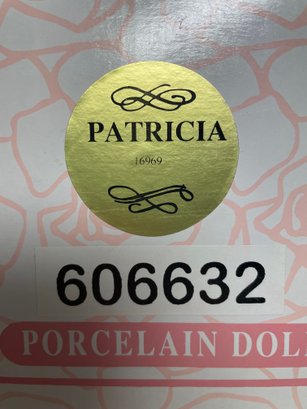 PATRICIA
16969
606632
PORCELAIN DOL